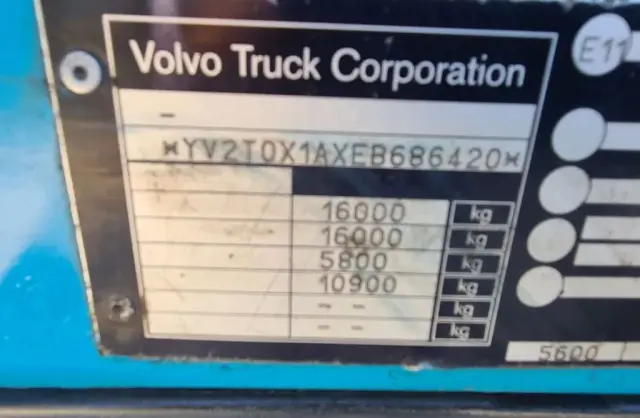 Volvo Truck Corporation
E11
-
*YV2T0X1AXEB686420*
16000 kg
16000 kg
5800 kg
10900 kg
- - kg
- - kg
5600